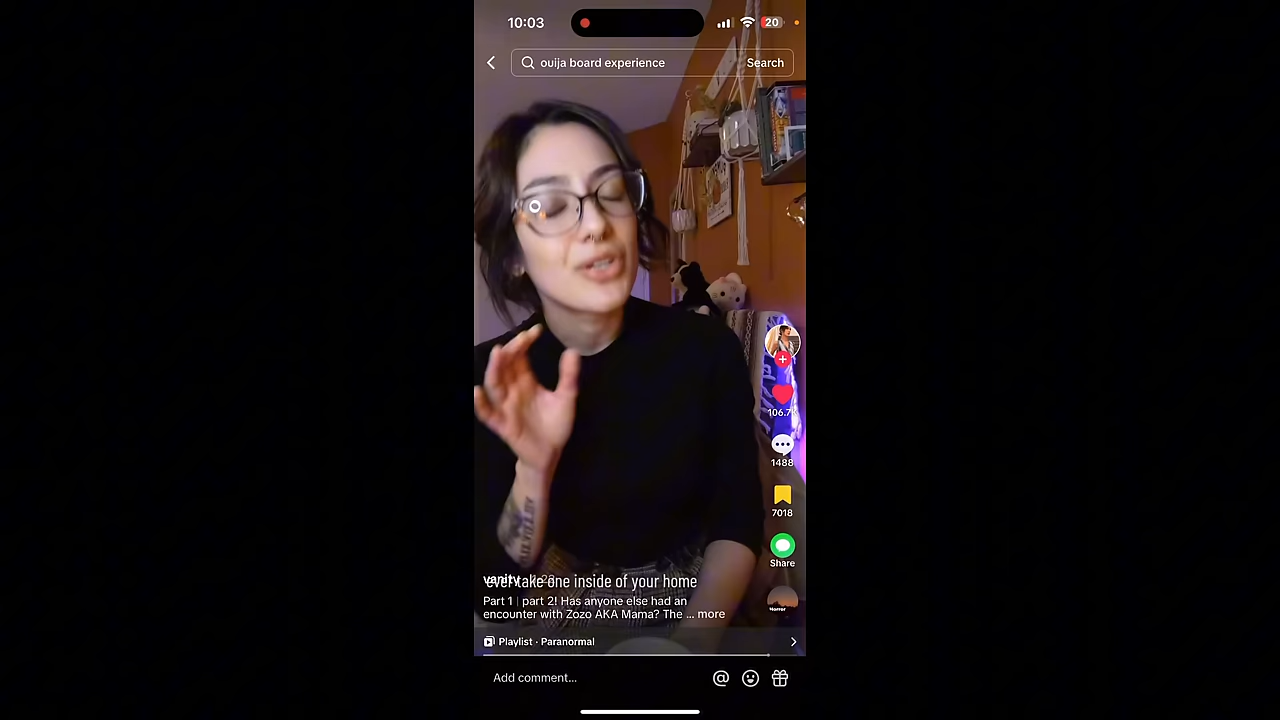 10:03
20
ouija board experience
Search
106.7K
1488
7018
Share
Horror
vanity
ever take one inside of your home
Part 1 | part 2! Has anyone else had an
encounter with Zozo AKA Mama? The ... more
Playlist · Paranormal
Add comment...